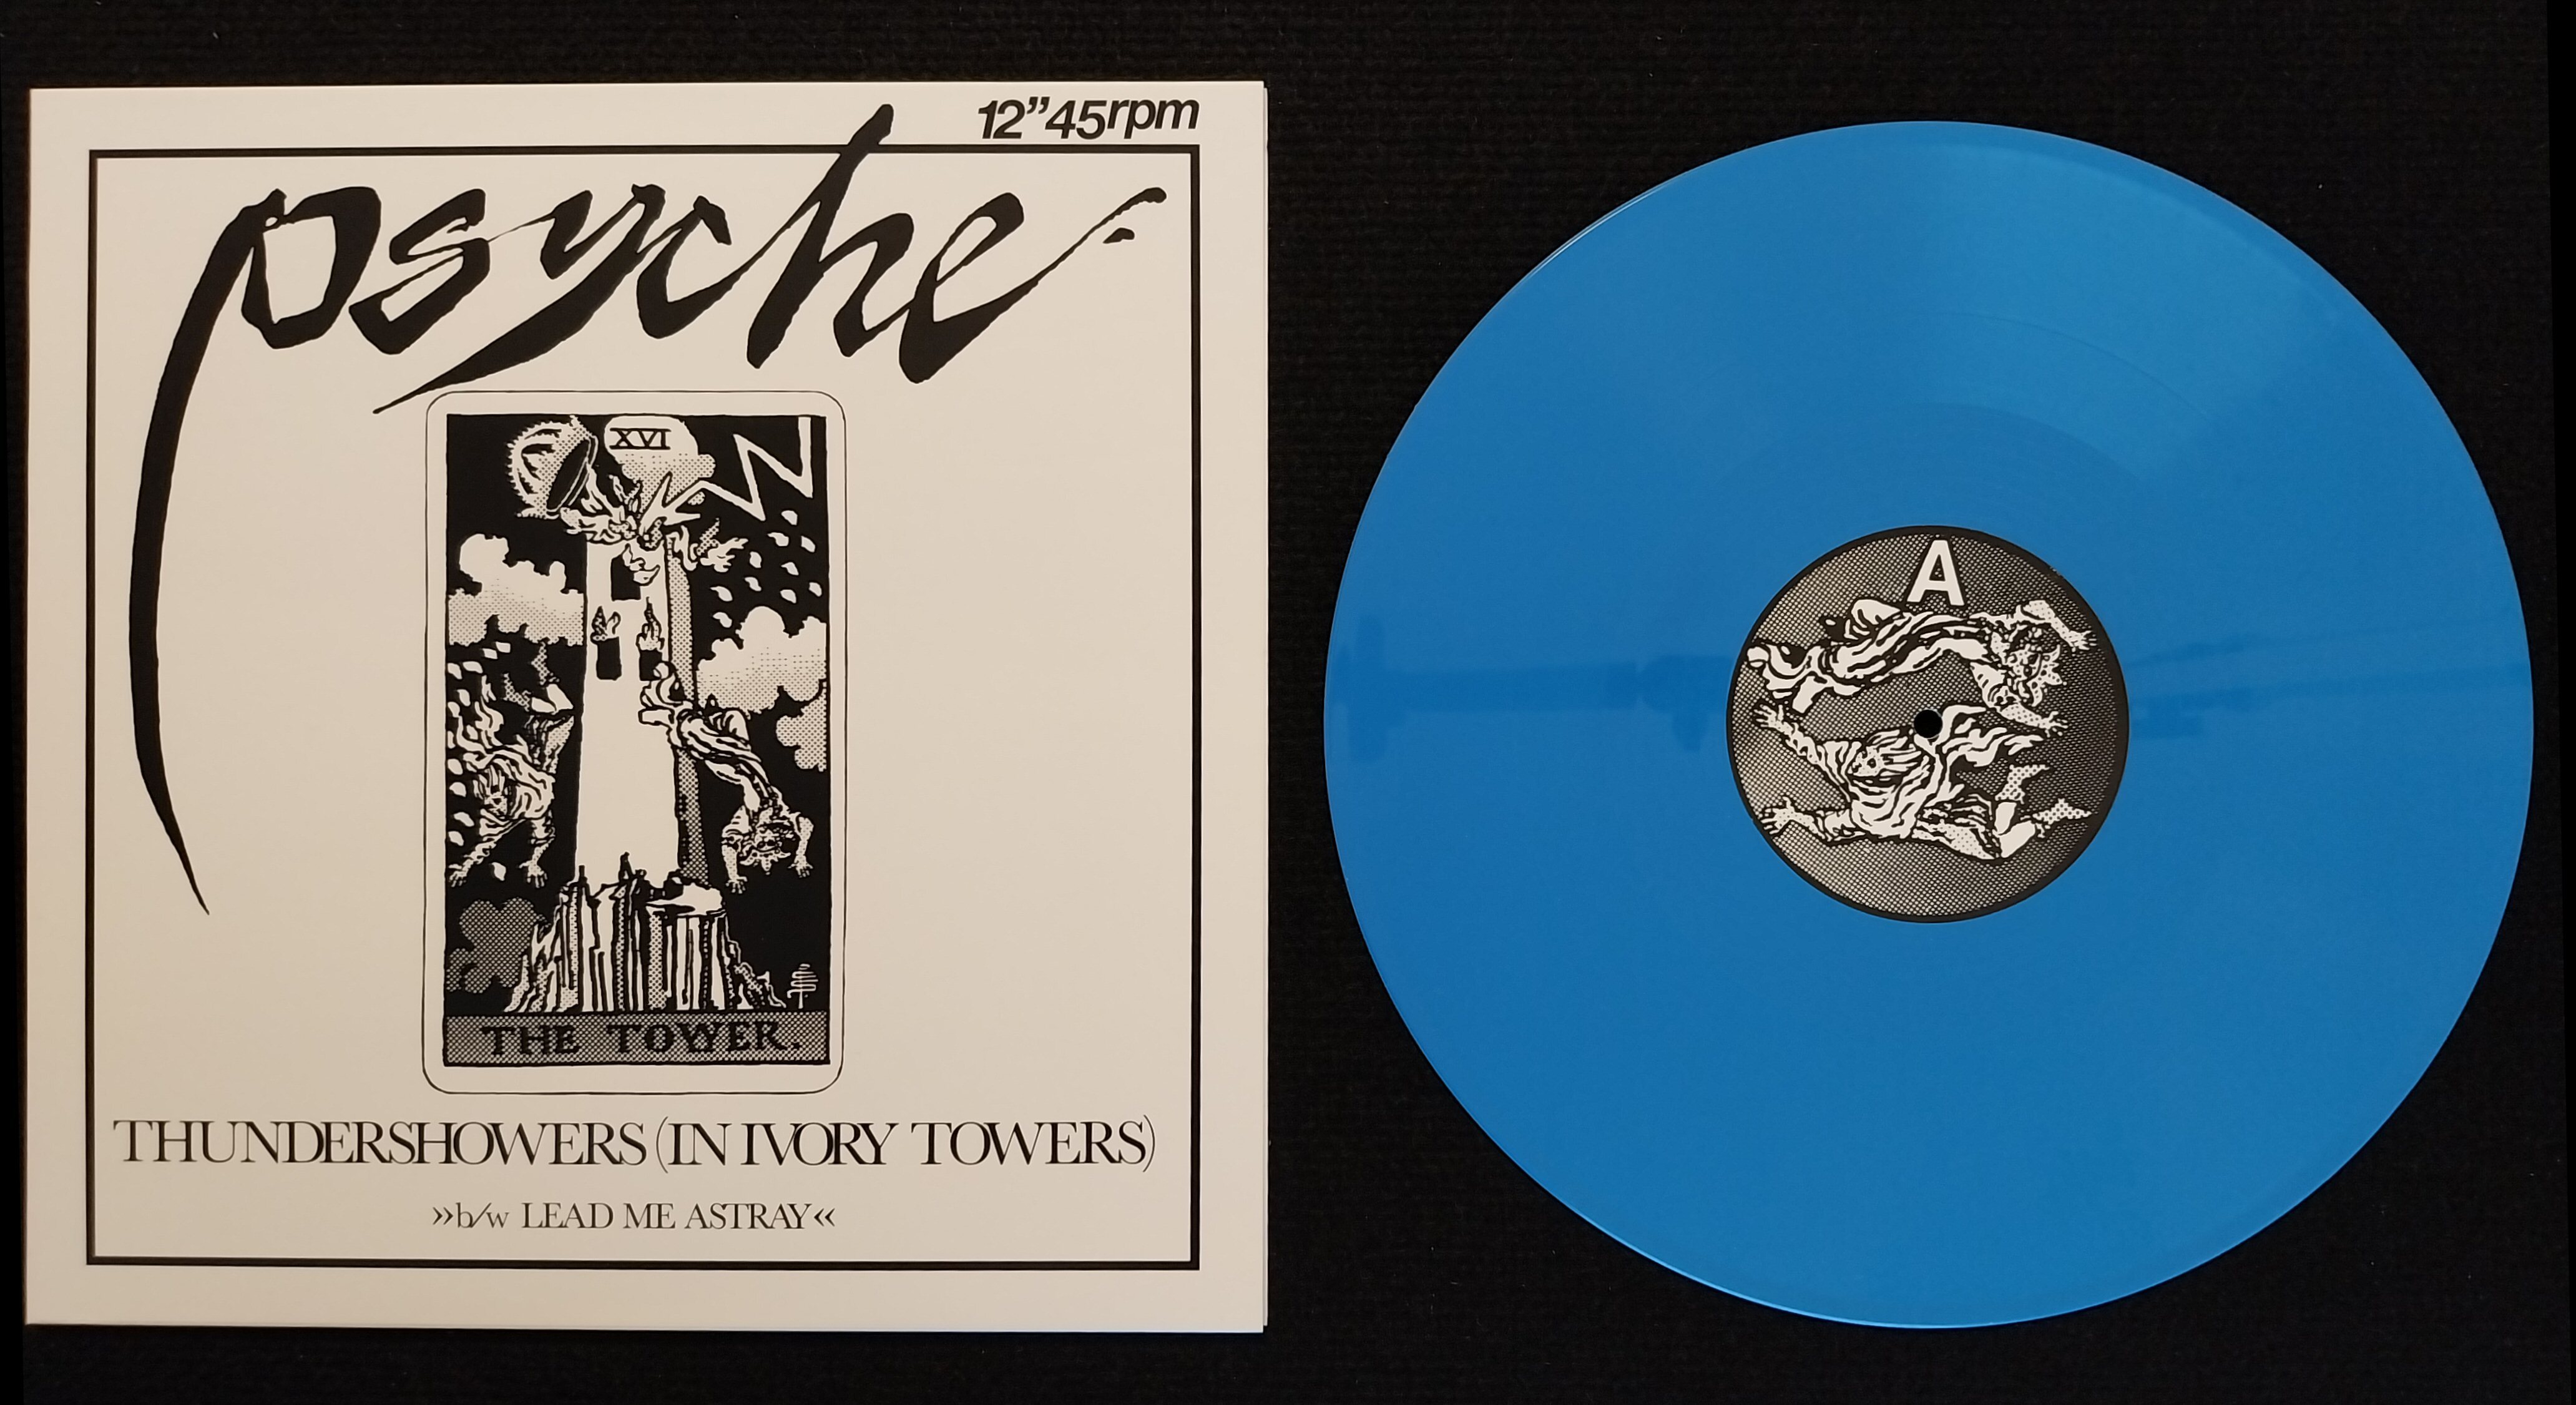 12”45rpm
psyche
XVI
THE TOWER.
THUNDERSHOWERS (IN IVORY TOWERS)
»b/w LEAD ME ASTRAY«
A